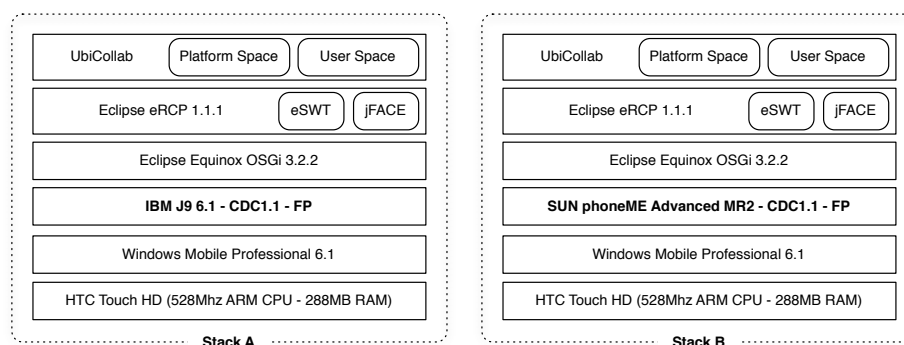 UbiCollab Platform Space User Space
Eclipse eRCP 1.1.1 eSWT jFACE
Eclipse Equinox OSGi 3.2.2
IBM J9 6.1 - CDC1.1 - FP
Windows Mobile Professional 6.1
HTC Touch HD (528Mhz ARM CPU - 288MB RAM)
Stack A
UbiCollab Platform Space User Space
Eclipse eRCP 1.1.1 eSWT jFACE
Eclipse Equinox OSGi 3.2.2
SUN phoneME Advanced MR2 - CDC1.1 - FP
Windows Mobile Professional 6.1
HTC Touch HD (528Mhz ARM CPU - 288MB RAM)
Stack B